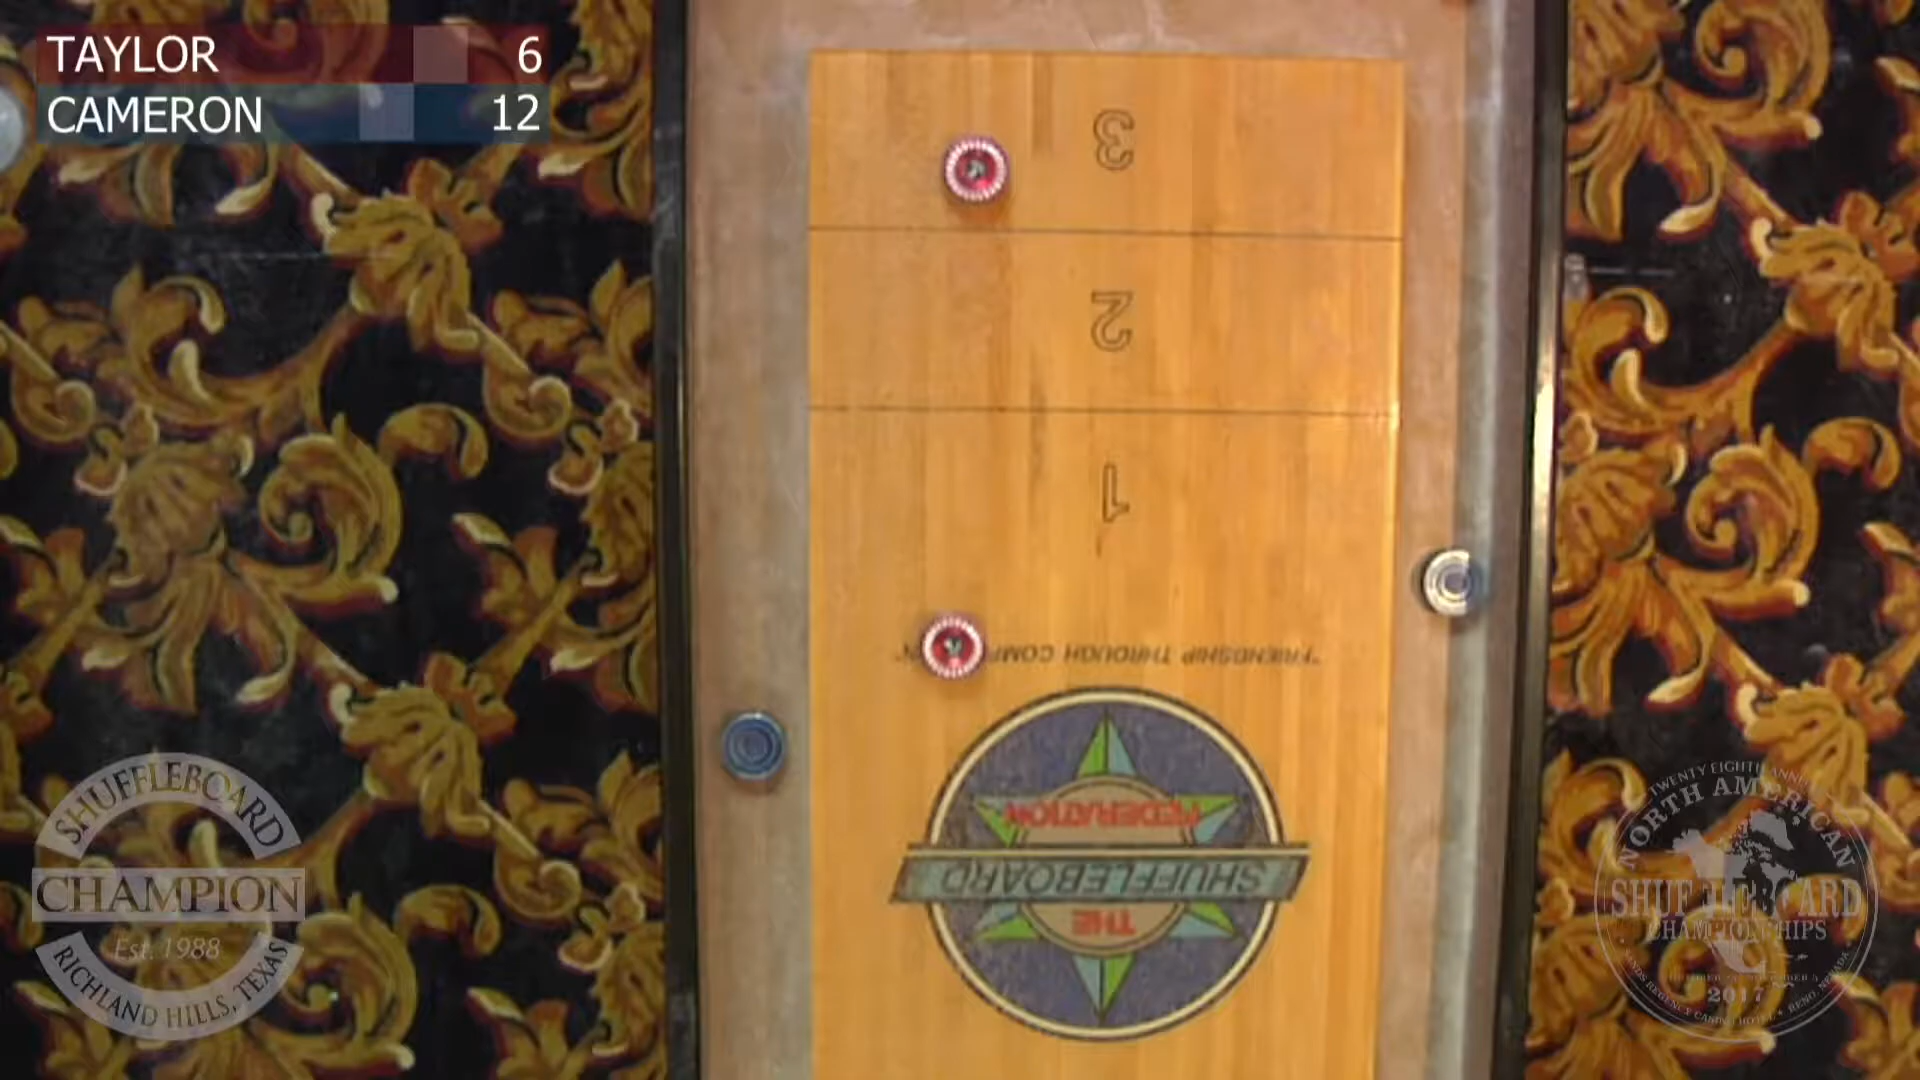 TAYLOR 6
CAMERON 12
3
2
1
"FRIENDSHIP THROUGH COMP
FEDERATION
SHUFFLEBOARD
THE
SHUFFLEBOARD
CHAMPION
Est. 1988
RICHLAND HILLS, TEXAS
TWENTY EIGHTH ANNUAL
NORTH AMERICAN
SHUFFLEBOARD
CHAMPIONSHIPS
2017